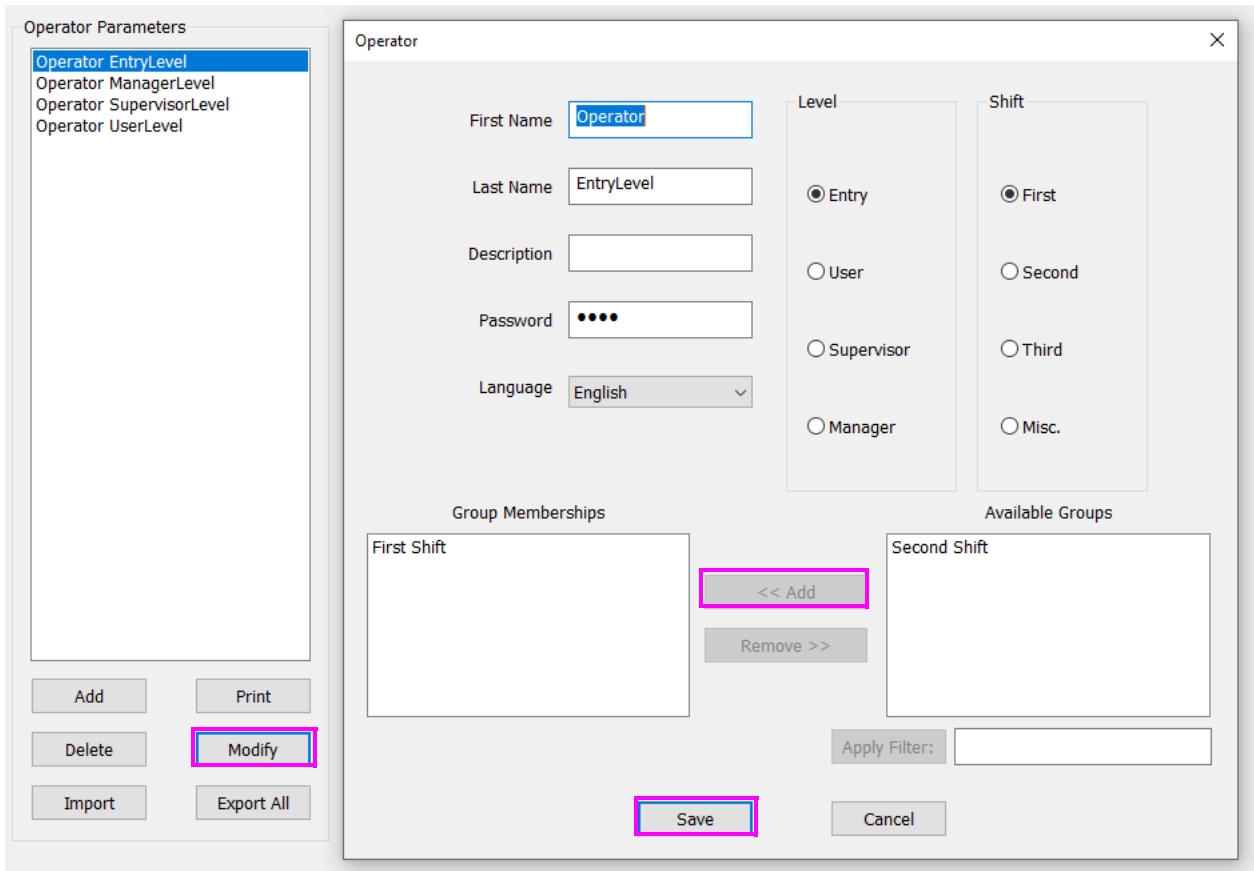 Operator Parameters
Operator EntryLevel
Operator ManagerLevel
Operator SupervisorLevel
Operator UserLevel
Add
Print
Delete
Modify
Import
Export All
Operator
First Name
Operator
Last Name
EntryLevel
Description
Password
••••
Language
English
Level
Entry
User
Supervisor
Manager
Shift
First
Second
Third
Misc.
Group Memberships
First Shift
<< Add
Remove >>
Available Groups
Second Shift
Apply Filter:
Save
Cancel